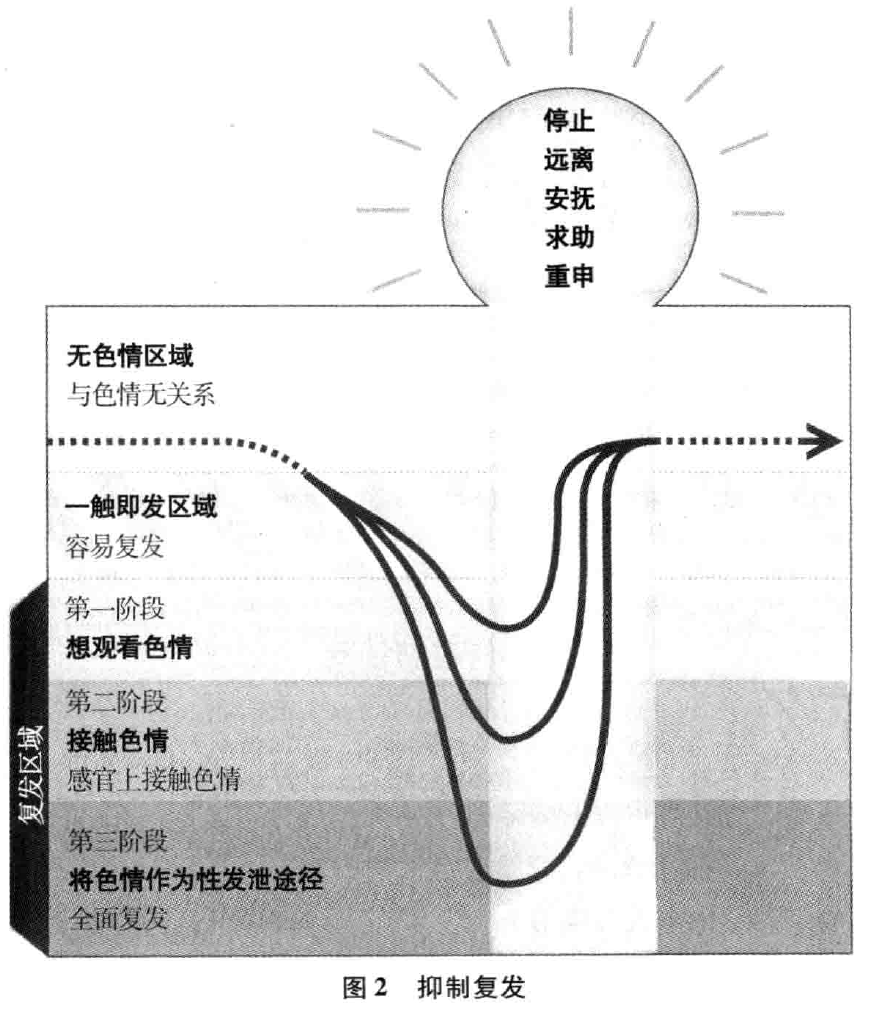 停止
远离
安抚
求助
重申
无色情区域
与色情无关系
一触即发区域
容易复发
第一阶段
想观看色情
第二阶段
接触色情
感官上接触色情
第三阶段
将色情作为性发泄途径
全面复发
复发区域
图2 抑制复发